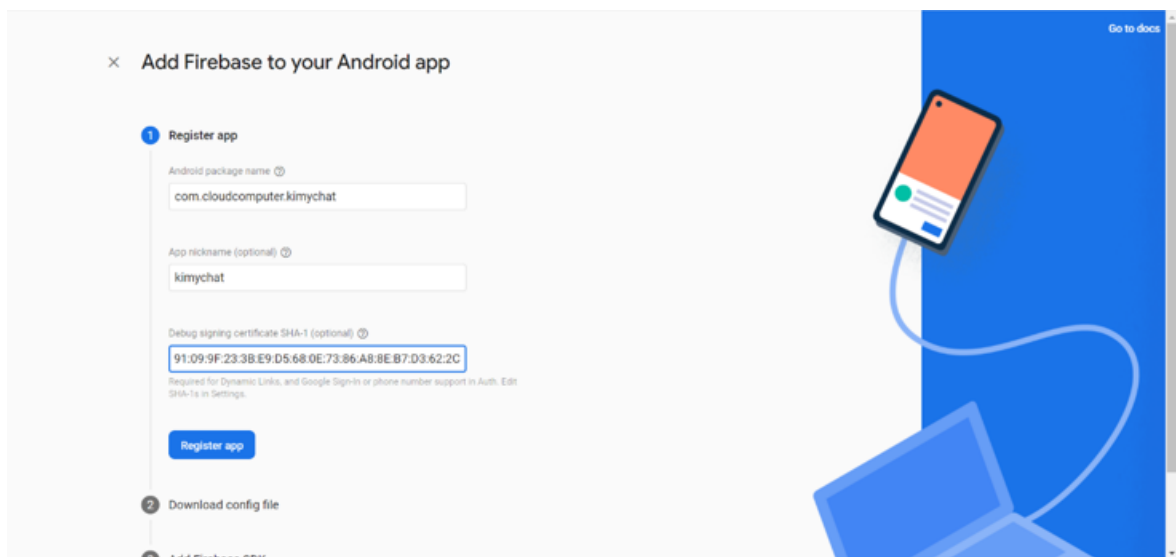 Go to docs
× Add Firebase to your Android app
1 Register app
Android package name
com.cloudcomputer.kimychat
App nickname (optional)
kimychat
Debug signing certificate SHA-1 (optional)
91:09:9F:23:3B:E9:D5:68:0E:73:86:A8:8E:B7:D3:62:2C
Required for Dynamic Links, and Google Sign-In or phone number support in Auth. Edit
SHA-1s in Settings.
Register app
2 Download config file
Add Firebase SDK